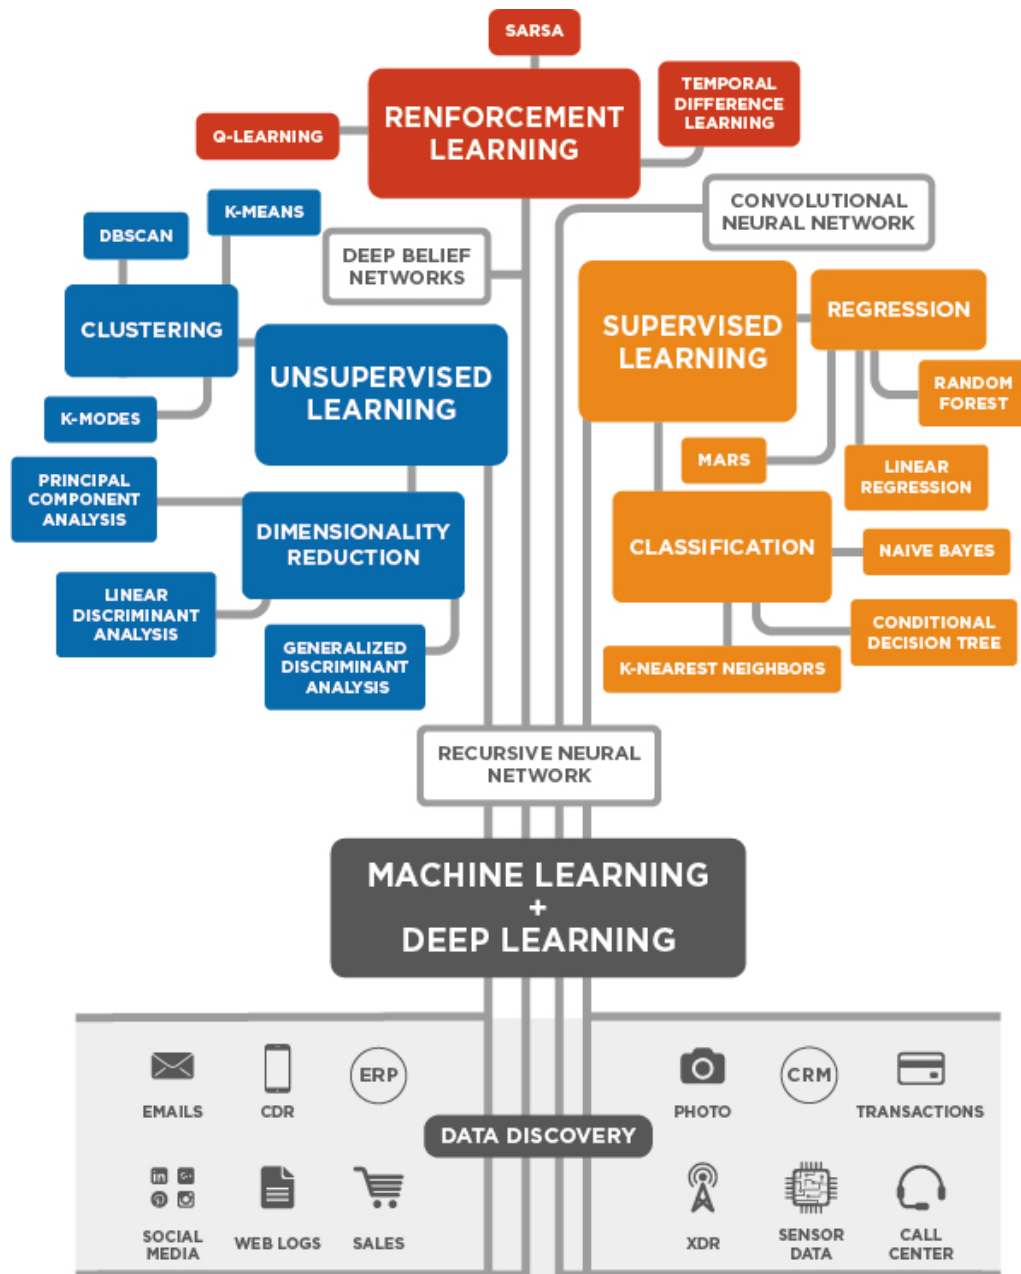 SARSA
RENFORCEMENT
LEARNING
TEMPORAL
DIFFERENCE
LEARNING
Q-LEARNING
K-MEANS
DBSCAN
CONVOLUTIONAL
NEURAL NETWORK
DEEP BELIEF
NETWORKS
CLUSTERING
UNSUPERVISED
LEARNING
SUPERVISED
LEARNING
REGRESSION
K-MODES
RANDOM
FOREST
MARS
LINEAR
REGRESSION
PRINCIPAL
COMPONENT
ANALYSIS
DIMENSIONALITY
REDUCTION
CLASSIFICATION
NAIVE BAYES
LINEAR
DISCRIMINANT
ANALYSIS
GENERALIZED
DISCRIMINANT
ANALYSIS
CONDITIONAL
DECISION TREE
K-NEAREST NEIGHBORS
RECURSIVE NEURAL
NETWORK
MACHINE LEARNING
+
DEEP LEARNING
ERP
CRM
EMAILS
CDR
PHOTO
TRANSACTIONS
DATA DISCOVERY
in
G+
SOCIAL
MEDIA
WEB LOGS
SALES
XDR
SENSOR
DATA
CALL
CENTER